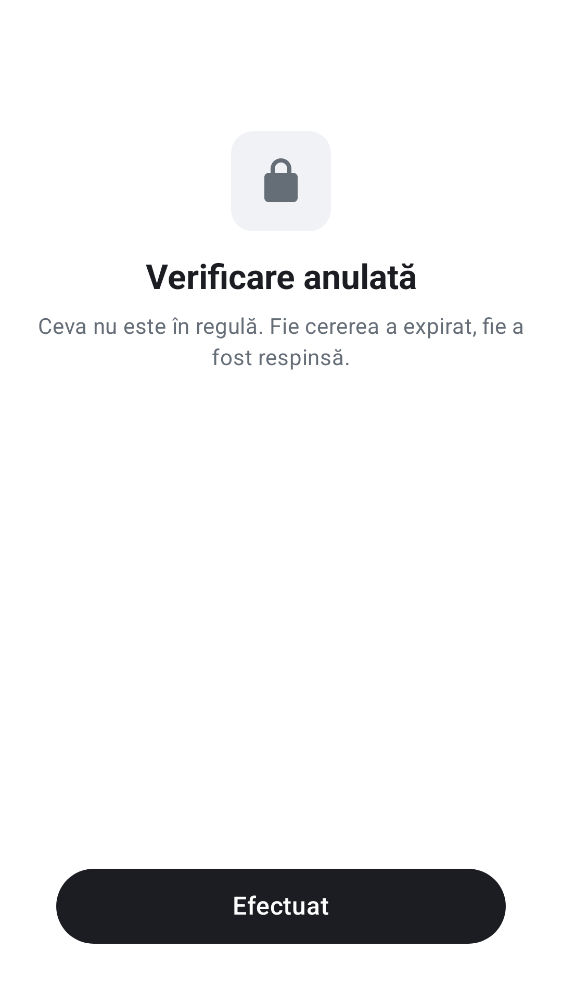 Verificare anulată
Ceva nu este în regulă. Fie cererea a expirat, fie a
fost respinsă.
Efectuat